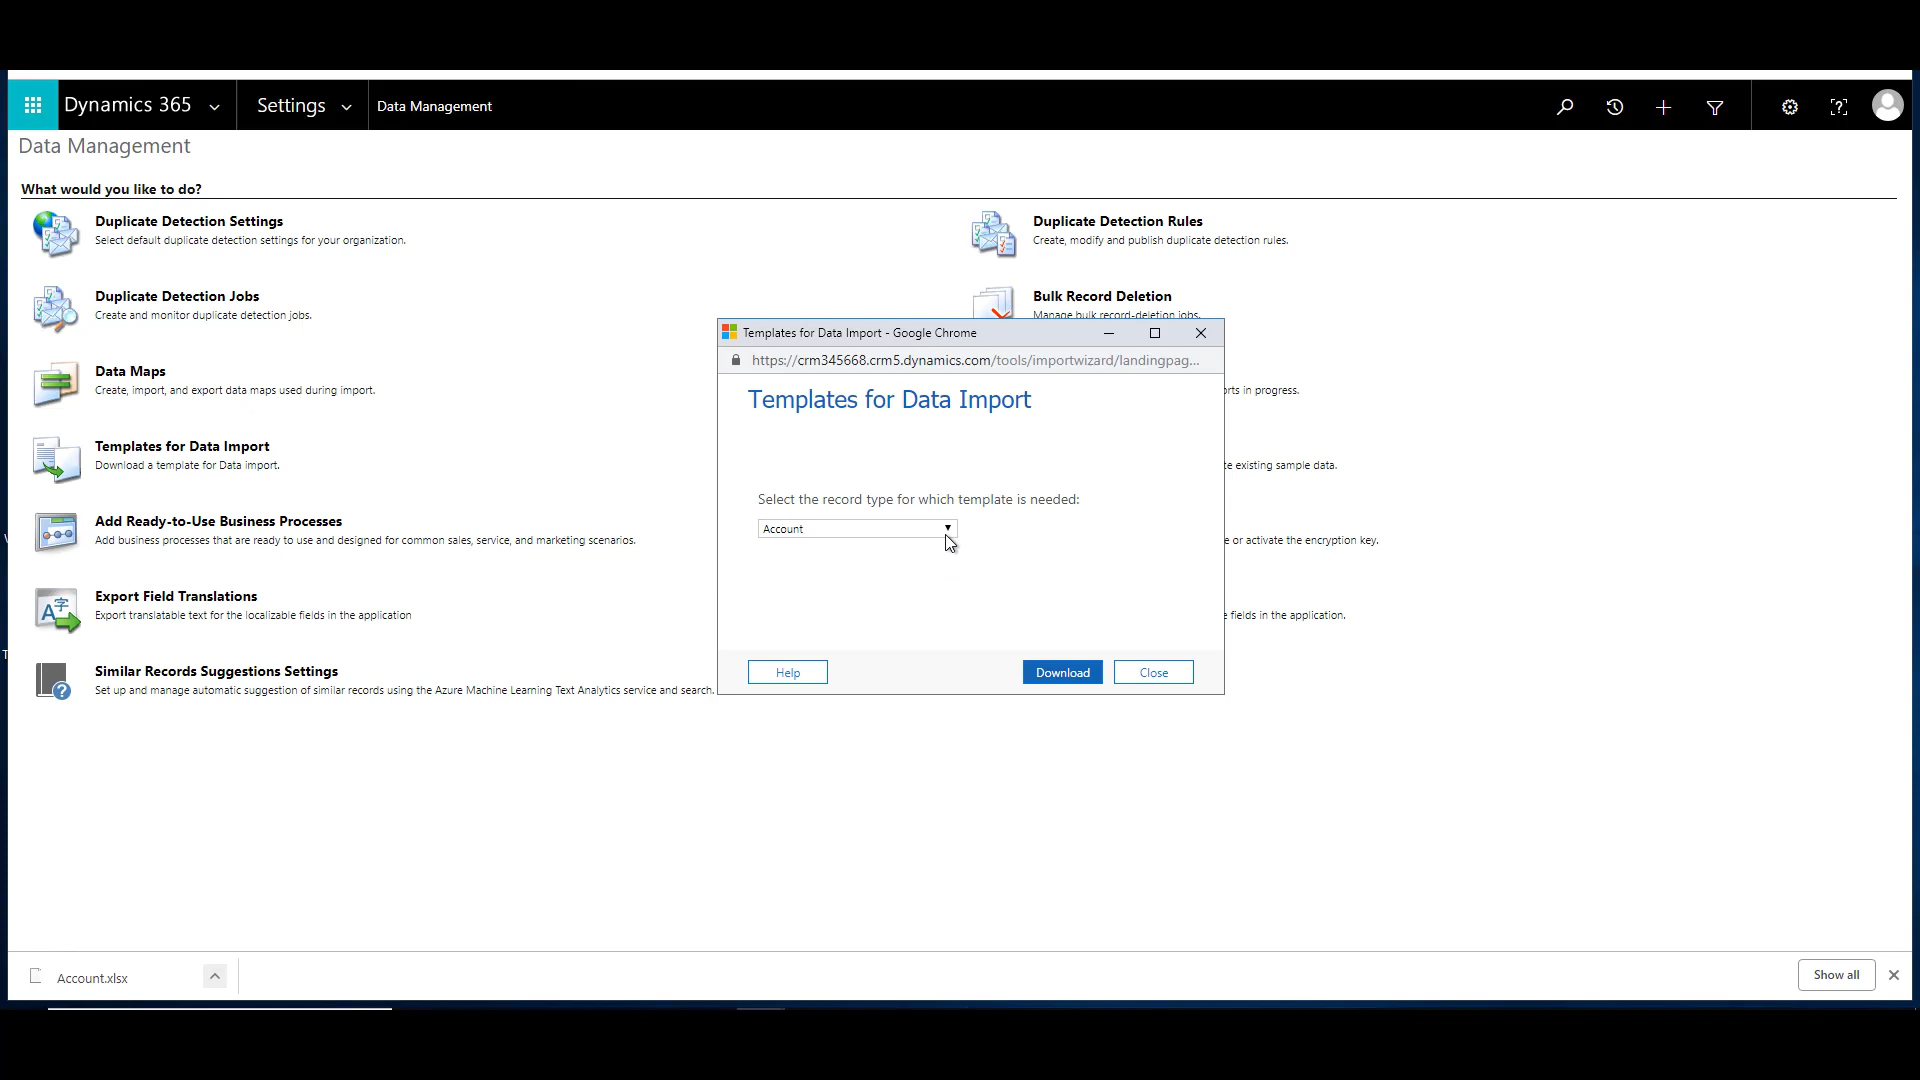 Dynamics 365 Settings Data Management
Data Management
What would you like to do?
Duplicate Detection Settings
Select default duplicate detection settings for your organization.
Duplicate Detection Rules
Create, modify and publish duplicate detection rules.
Duplicate Detection Jobs
Create and monitor duplicate detection jobs.
Bulk Record Deletion
Manage bulk record-deletion jobs.
Data Maps
Create, import, and export data maps used during import.
Templates for Data Import
Download a template for Data import.
Add Ready-to-Use Business Processes
Add business processes that are ready to use and designed for common sales, service, and marketing scenarios.
Export Field Translations
Export translatable text for the localizable fields in the application
Similar Records Suggestions Settings
Set up and manage automatic suggestion of similar records using the Azure Machine Learning Text Analytics service and search.
Templates for Data Import - Google Chrome
https://crm345668.crm5.dynamics.com/tools/importwizard/landingpag...
Templates for Data Import
Select the record type for which template is needed:
Account
Help Download Close
in progress.
existing sample data.
or activate the encryption key.
fields in the application.
Account.xlsx
Show all